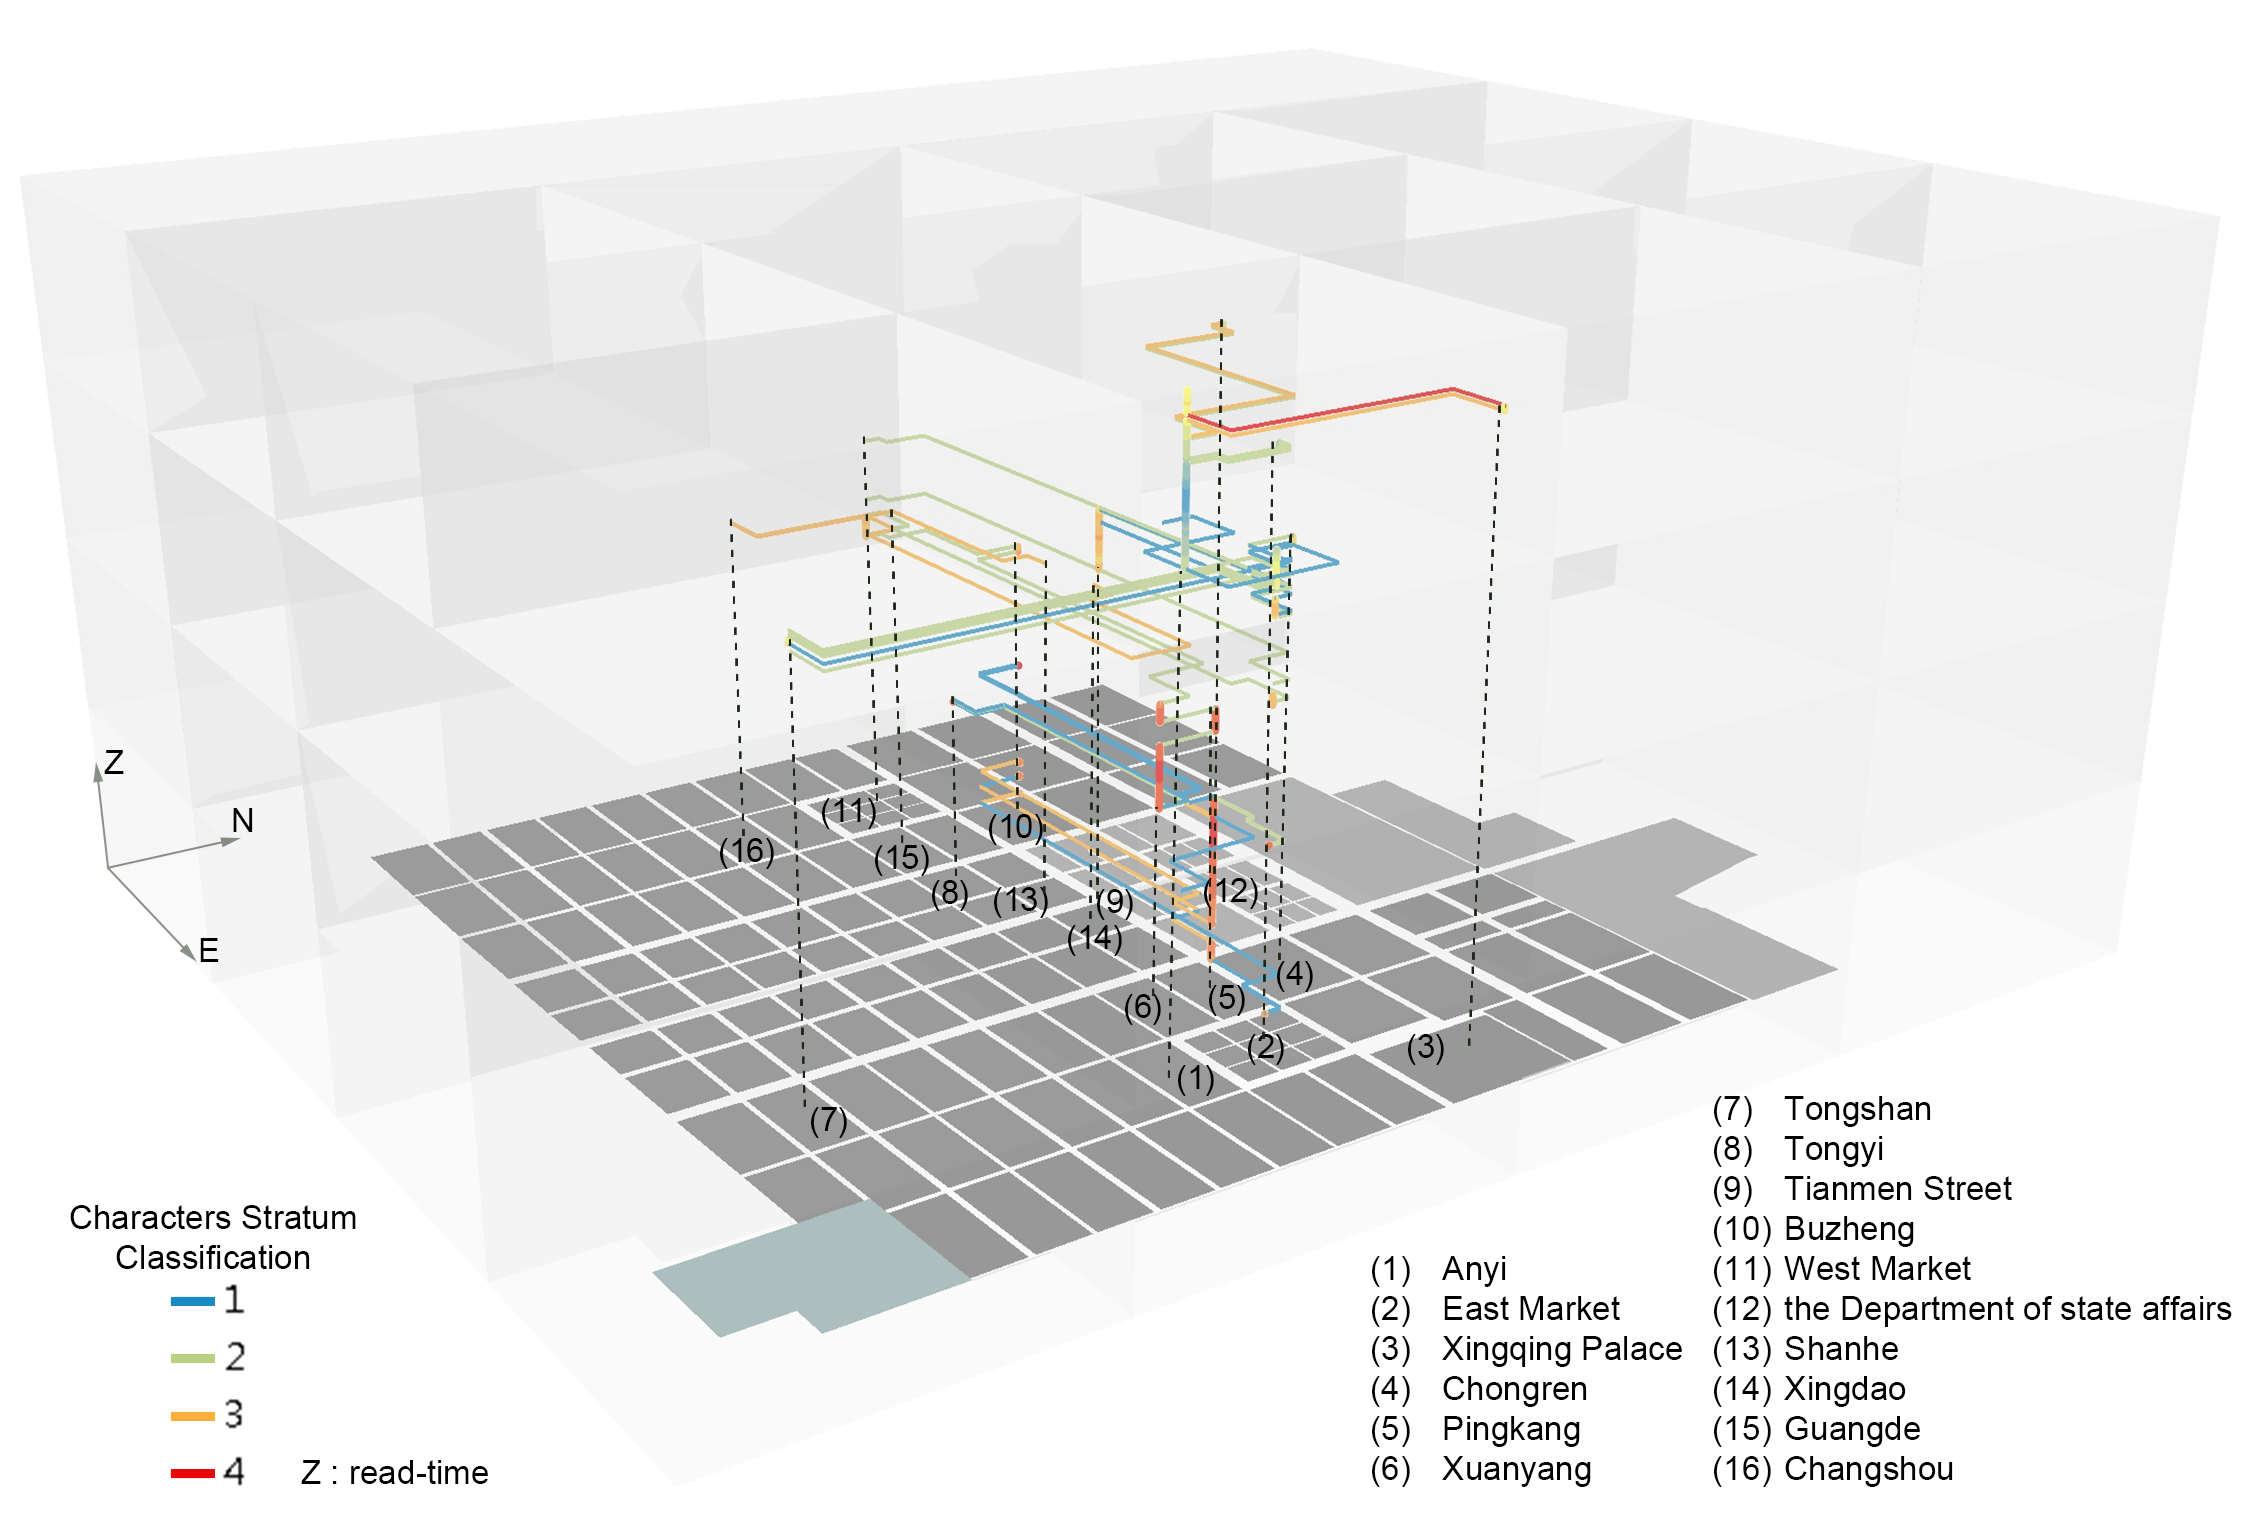 Z
N
E
(11)
(10)
(16)
(15)
(8)
(13)
(9)
(12)
(14)
(4)
(6)
(5)
(2)
(3)
(1)
(7)
Characters Stratum
Classification
1
2
3
4
Z : read-time
(1) Anyi
(2) East Market
(3) Xingqing Palace
(4) Chongren
(5) Pingkang
(6) Xuanyang
(7) Tongshan
(8) Tongyi
(9) Tianmen Street
(10) Buzheng
(11) West Market
(12) the Department of state affairs
(13) Shanhe
(14) Xingdao
(15) Guangde
(16) Changshou